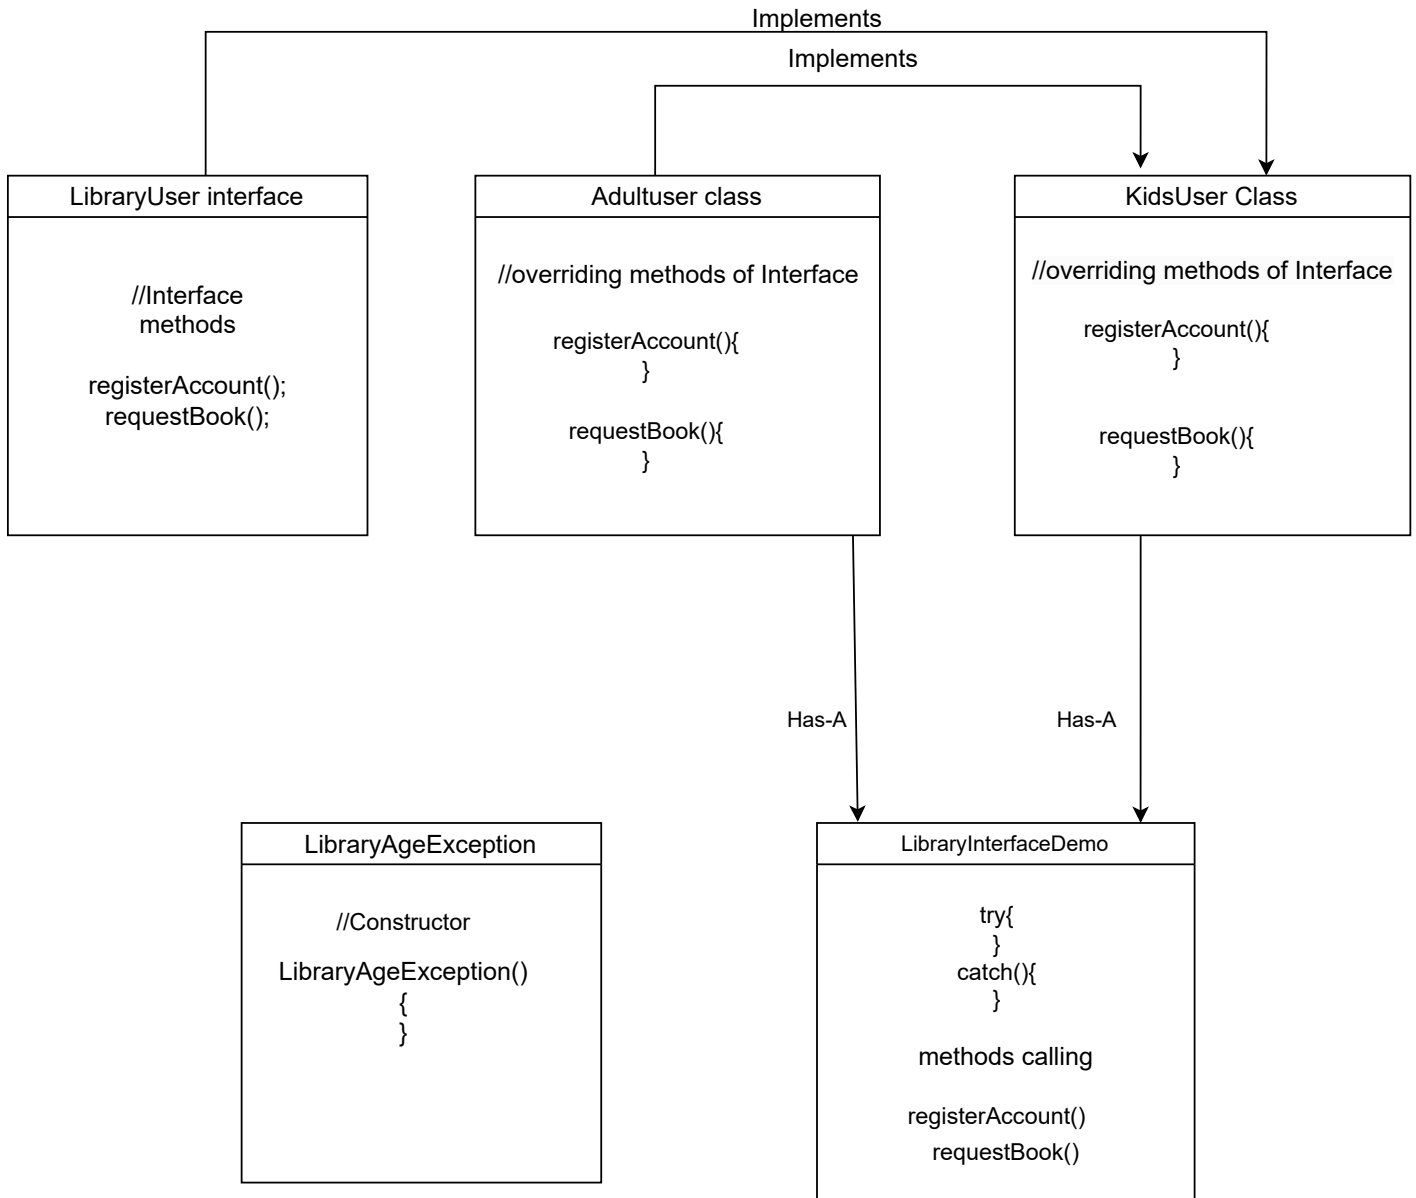 Implements
Implements
LibraryUser interface
//Interface
methods
registerAccount();
requestBook();
Adultuser class
//overriding methods of Interface
registerAccount(){
}
requestBook(){
}
KidsUser Class
//overriding methods of Interface
registerAccount(){
}
requestBook(){
}
Has-A
Has-A
LibraryAgeException
//Constructor
LibraryAgeException()
{
}
LibraryInterfaceDemo
try{
}
catch(){
}
methods calling
registerAccount()
requestBook()